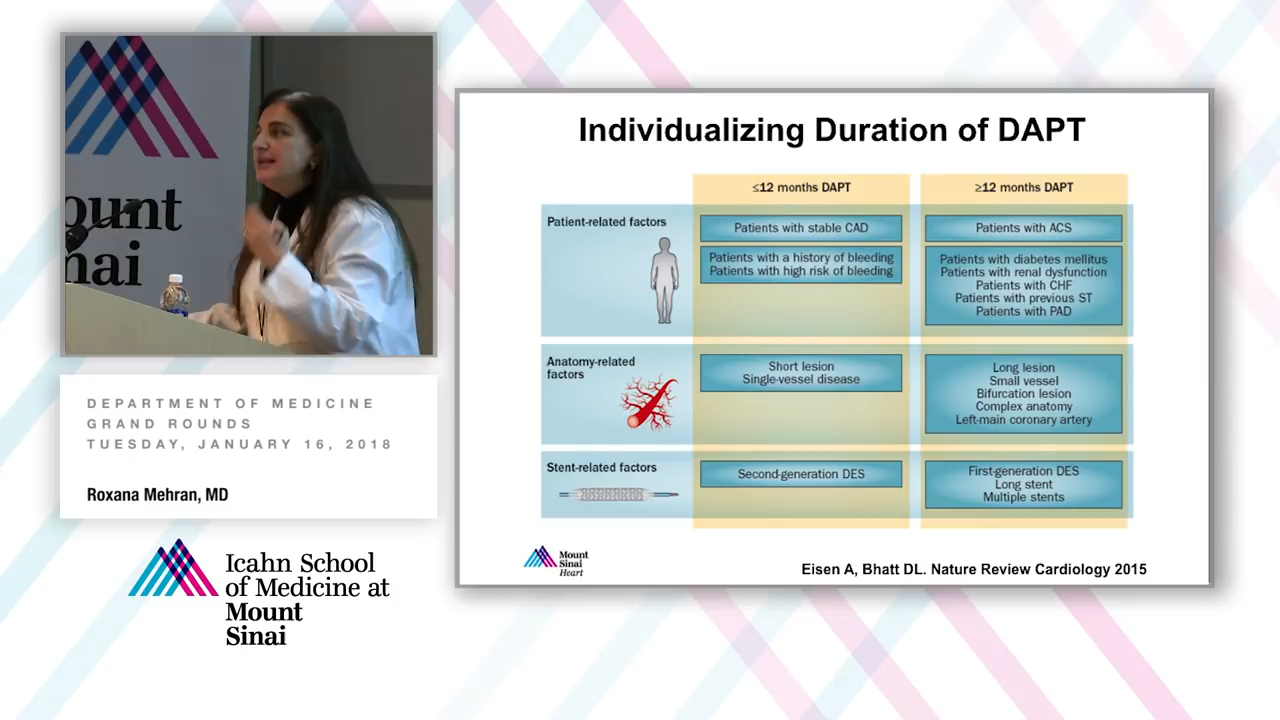 ount
nai
DEPARTMENT OF MEDICINE
GRAND ROUNDS
TUESDAY, JANUARY 16, 2018
Roxana Mehran, MD
Icahn School
of Medicine at
Mount
Sinai
Individualizing Duration of DAPT
≤12 months DAPT
≥12 months DAPT
Patient-related factors
Patients with stable CAD
Patients with a history of bleeding
Patients with high risk of bleeding
Patients with ACS
Patients with diabetes mellitus
Patients with renal dysfunction
Patients with CHF
Patients with previous ST
Patients with PAD
Anatomy-related
factors
Short lesion
Single-vessel disease
Long lesion
Small vessel
Bifurcation lesion
Complex anatomy
Left-main coronary artery
Stent-related factors
Second-generation DES
First-generation DES
Long stent
Multiple stents
Mount
Sinai
Heart
Eisen A, Bhatt DL. Nature Review Cardiology 2015